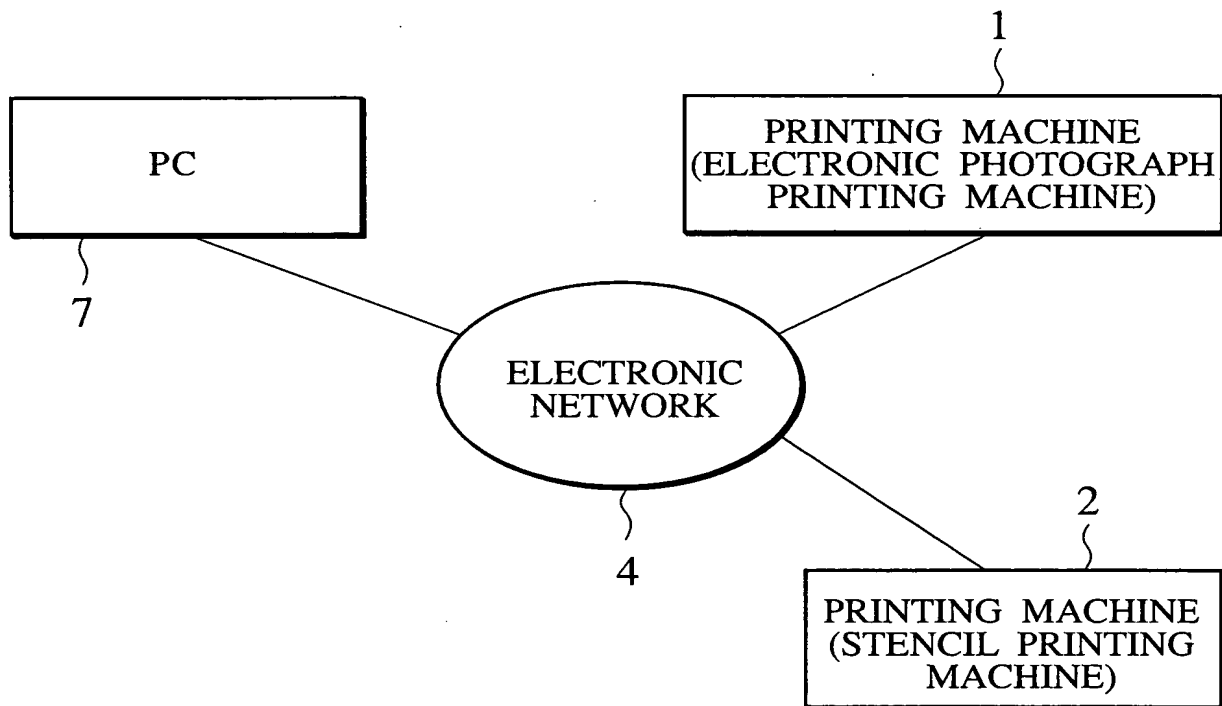 1
PC
PRINTING MACHINE
(ELECTRONIC PHOTOGRAPH
PRINTING MACHINE)
7
ELECTRONIC
NETWORK
4
2
PRINTING MACHINE
(STENCIL PRINTING
MACHINE)